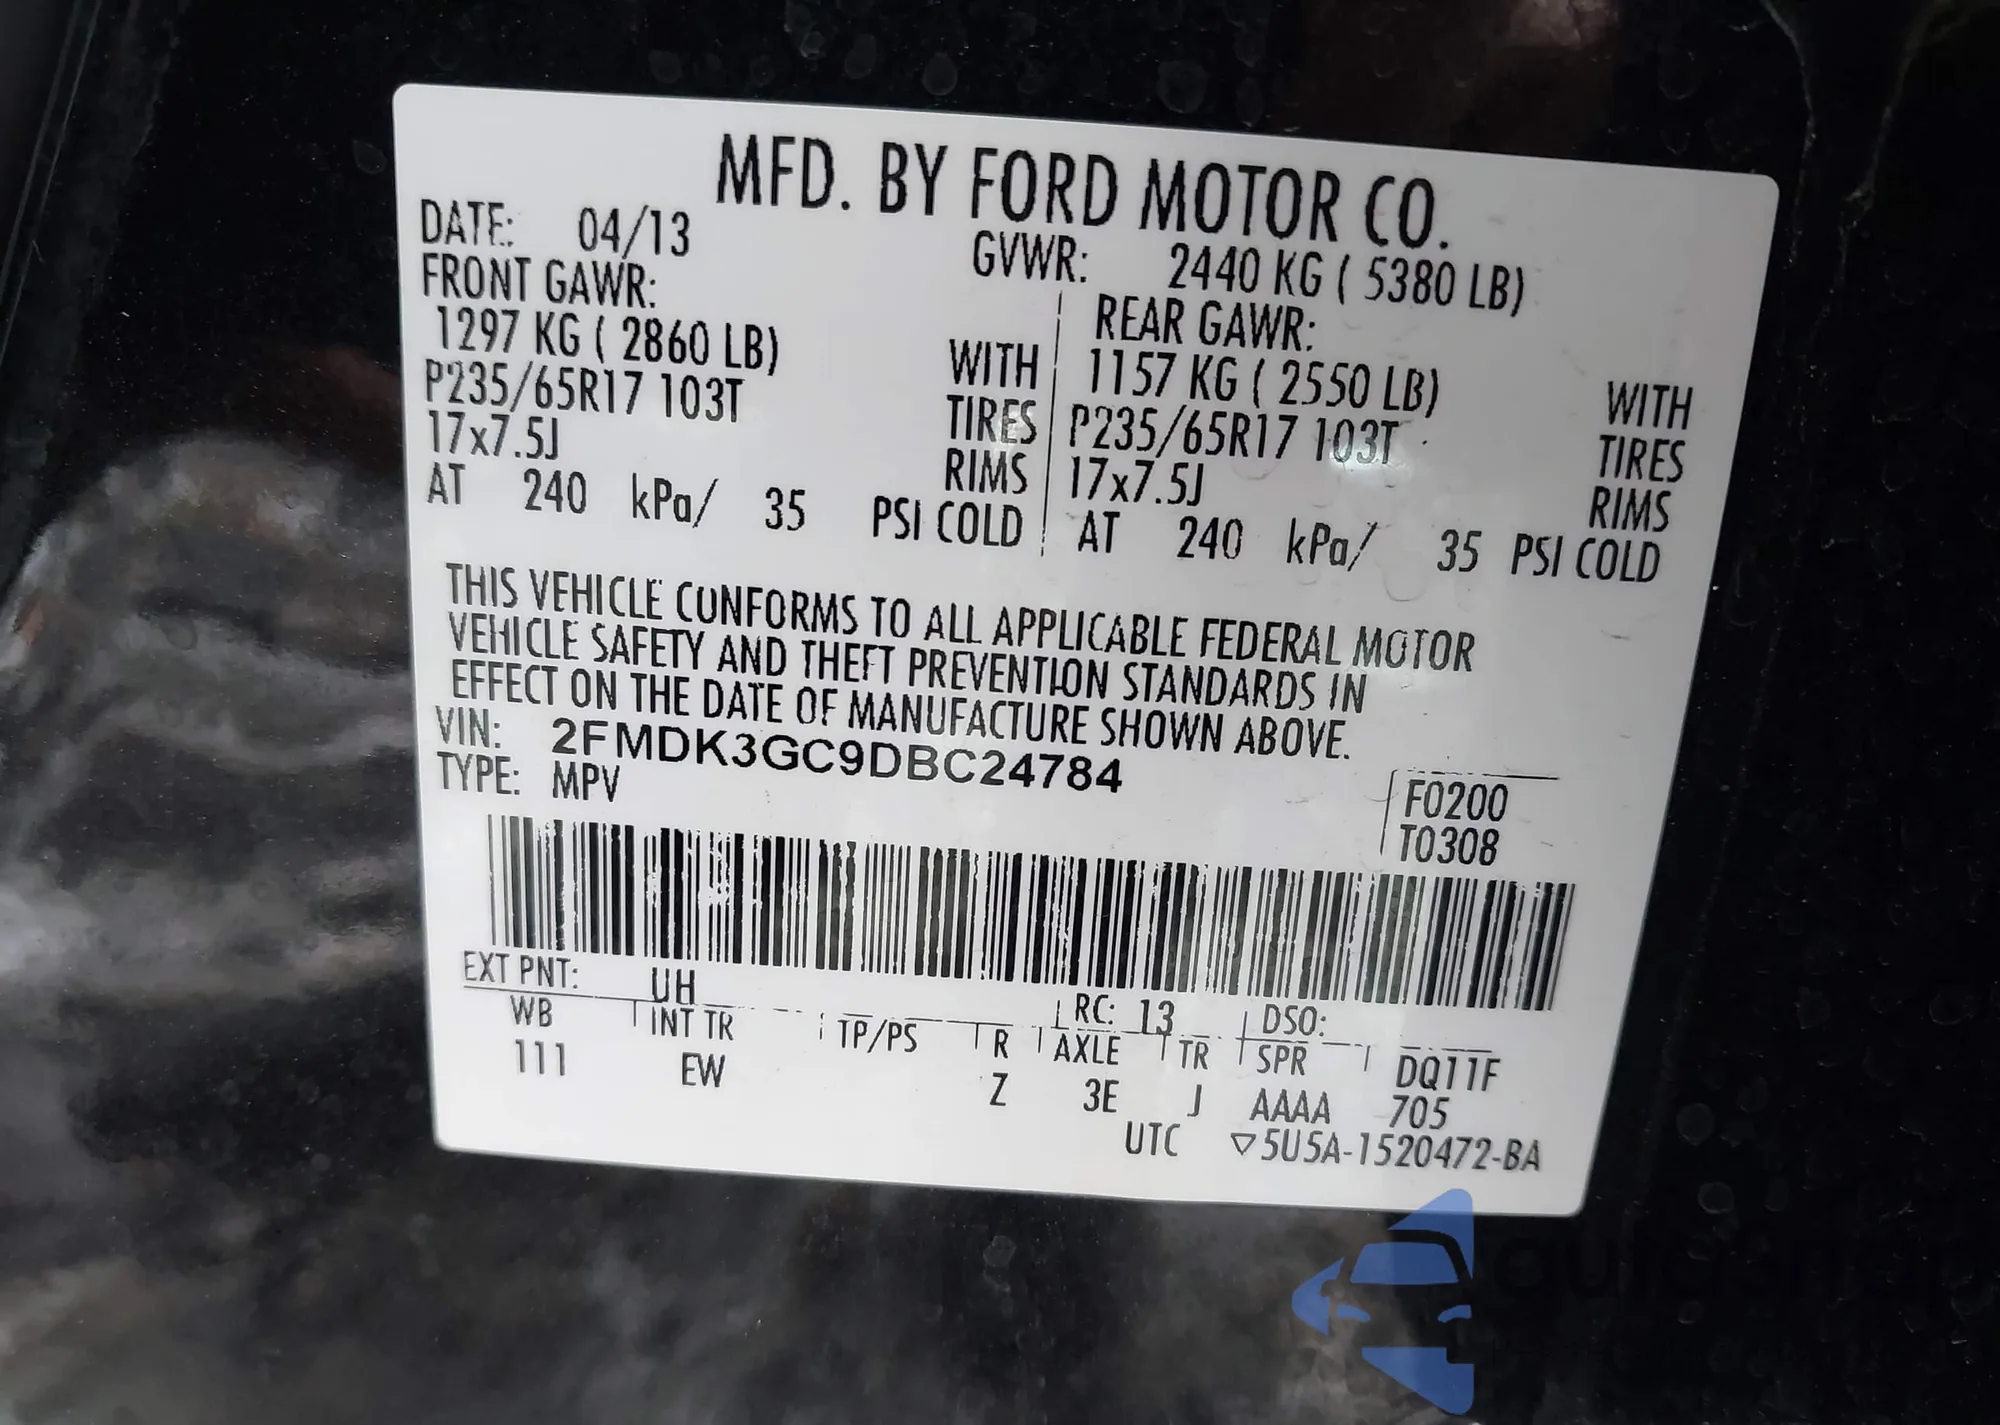 MFD. BY FORD MOTOR CO.
DATE: 04/13 GVWR: 2440 KG ( 5380 LB)
FRONT GAWR: REAR GAWR:
1297 KG ( 2860 LB) WITH 1157 KG ( 2550 LB) WITH
P235/65R17 103T TIRES P235/65R17 103T TIRES
17x7.5J RIMS 17x7.5J RIMS
AT 240 kPa/ 35 PSI COLD AT 240 kPa/ 35 PSI COLD
THIS VEHICLE CONFORMS TO ALL APPLICABLE FEDERAL MOTOR
VEHICLE SAFETY AND THEFT PREVENTION STANDARDS IN
EFFECT ON THE DATE OF MANUFACTURE SHOWN ABOVE.
VIN: 2FMDK3GC9DBC24784
TYPE: MPV F0200
T0308
EXT PNT: UH RC: 13 DSO:
WB INT TR TP/PS R AXLE TR SPR DQ11F
111 EW Z 3E J AAAA 705
UTC ▽5U5A-1520472-BA